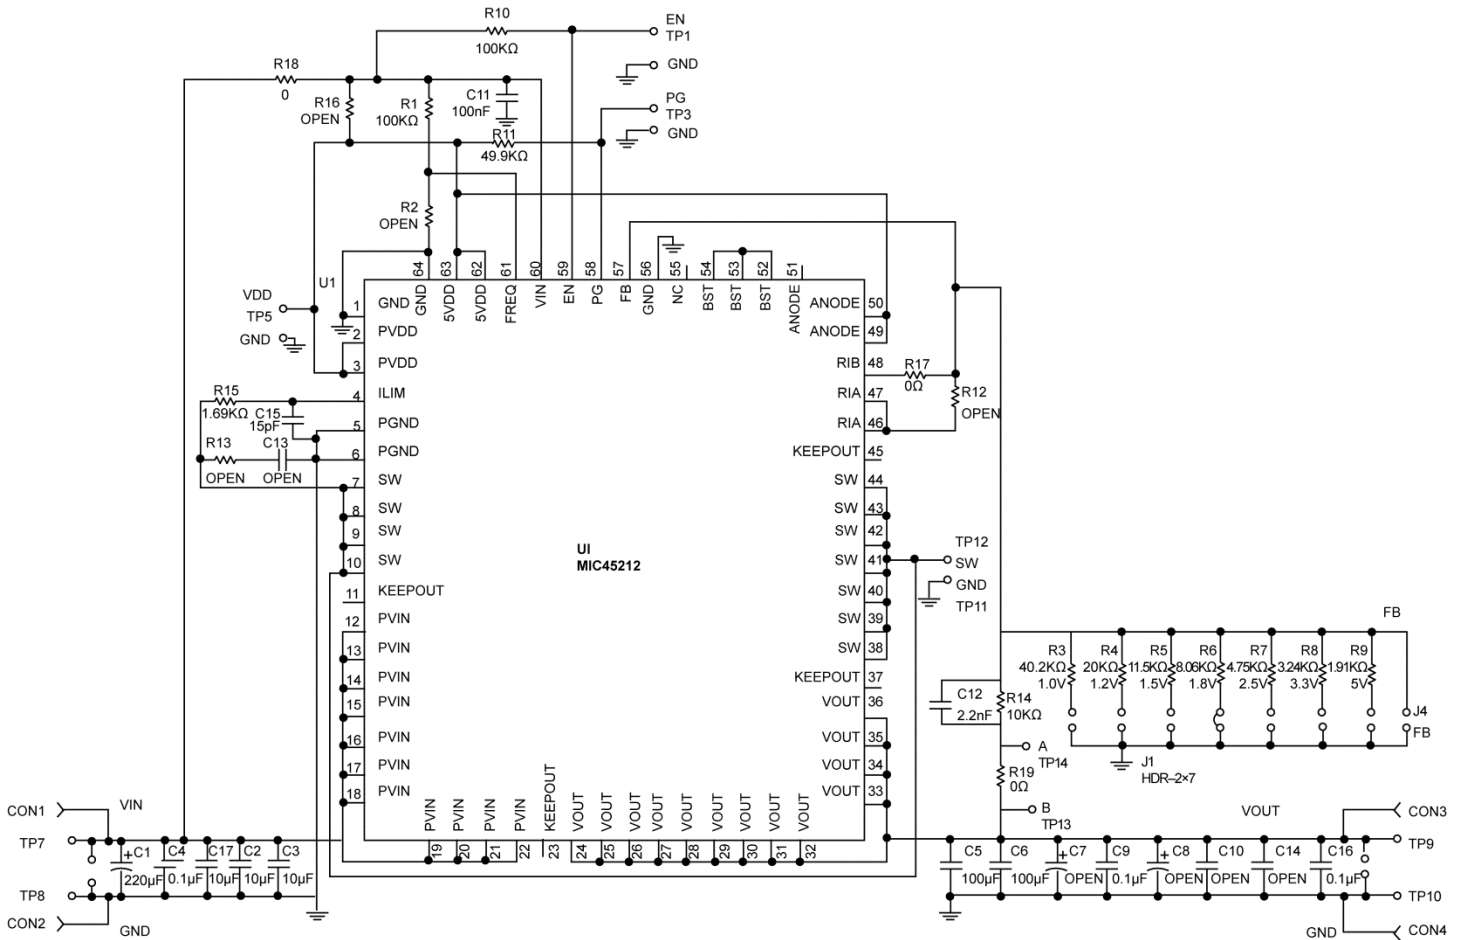 R10
100KΩ
EN
TP1
GND
R18
0
R16
OPEN
R1
100KΩ
C11
100nF
PG
TP3
GND
R11
49.9KΩ
R2
OPEN
U1
64 63 62 61 60 59 58 57 56 55 54 53 52 51
GND 5VDD 5VDD FREQ VIN EN PG FB GND NC BST BST BST ANODE
VDD
TP5
GND
1 GND
2 PVDD
3 PVDD
4 ILIM
5 PGND
6 PGND
7 SW
8 SW
9 SW
10 SW
11 KEEPOUT
12 PVIN
13 PVIN
14 PVIN
15 PVIN
16 PVIN
17 PVIN
18 PVIN
R15
1.69KΩ
C15
15pF
R13
OPEN
C13
OPEN
UI
MIC45212
ANODE 50
ANODE 49
RIB 48
RIA 47
RIA 46
KEEPOUT 45
SW 44
SW 43
SW 42
SW 41
SW 40
SW 39
SW 38
KEEPOUT 37
VOUT 36
VOUT 35
VOUT 34
VOUT 33
R17
0Ω
R12
OPEN
TP12
SW
GND
TP11
FB
R3
40.2KΩ
1.0V
R4
20KΩ
1.2V
R5
11.5KΩ
1.5V
R6
8.06KΩ
1.8V
R7
4.75KΩ
2.5V
R8
3.24KΩ
3.3V
R9
1.91KΩ
5V
J4
FB
C12
2.2nF
R14
10KΩ
A
TP14
R19
0Ω
J1
HDR–2×7
B
TP13
PVIN PVIN PVIN PVIN KEEPOUT VOUT VOUT VOUT VOUT VOUT VOUT VOUT VOUT VOUT
19 20 21 22 23 24 25 26 27 28 29 30 31 32
CON1
VIN
TP7
C1
220µF
C4
0.1µF
C17
10µF
C2
10µF
C3
10µF
TP8
CON2
GND
VOUT
CON3
TP9
C5
100µF
C6
100µF
C7
OPEN
C9
0.1µF
C8
OPEN
C10
OPEN
C14
OPEN
C16
0.1µF
TP10
GND
CON4